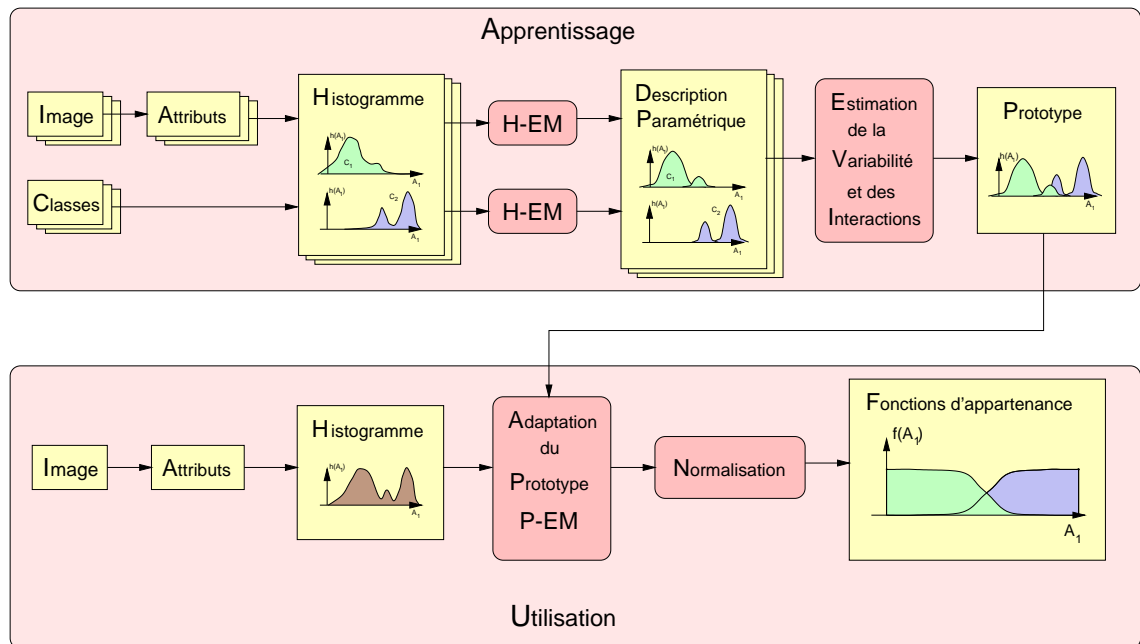 Apprentissage
Image
Attributs
Classes
Histogramme
h(A₁)
C₁
A₁
h(A₁)
C₂
A₁
H-EM
H-EM
Description
Paramétrique
h(A₁)
C₁
A₁
h(A₁)
C₂
A₁
Estimation
de la
Variabilité
et des
Interactions
Prototype
h(A₁)
A₁
Image
Attributs
Histogramme
h(A₁)
A₁
Adaptation
du
Prototype
P-EM
Normalisation
Fonctions d'appartenance
f(A₁)
A₁
Utilisation